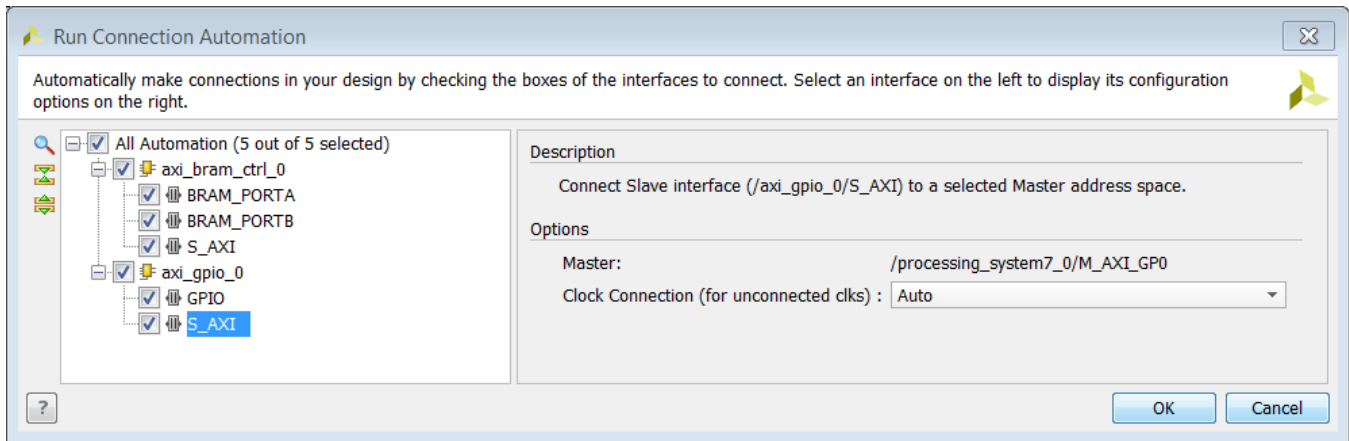 Run Connection Automation
Automatically make connections in your design by checking the boxes of the interfaces to connect. Select an interface on the left to display its configuration
options on the right.
All Automation (5 out of 5 selected)
axi_bram_ctrl_0
BRAM_PORTA
BRAM_PORTB
S_AXI
axi_gpio_0
GPIO
S_AXI
Description
Connect Slave interface (/axi_gpio_0/S_AXI) to a selected Master address space.
Options
Master: /processing_system7_0/M_AXI_GP0
Clock Connection (for unconnected clks) : Auto
?
OK Cancel